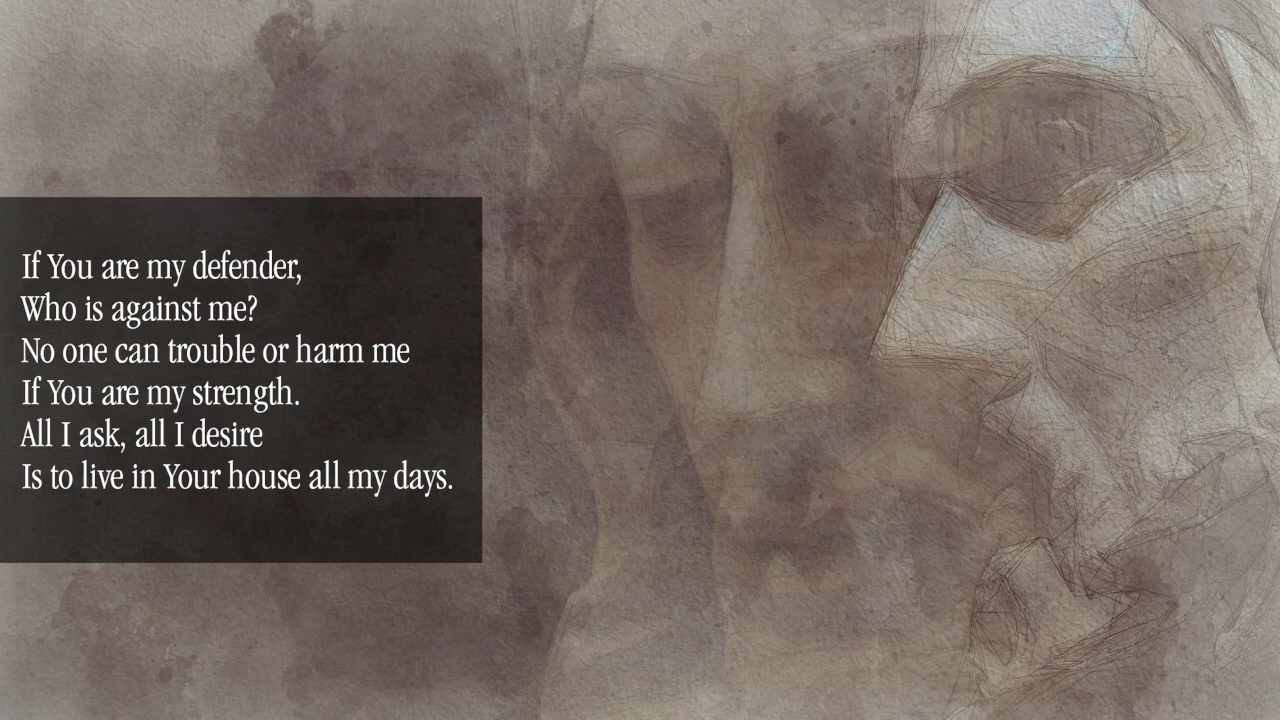 If You are my defender,
Who is against me?
No one can trouble or harm me
If You are my strength.
All I ask, all I desire
Is to live in Your house all my days.